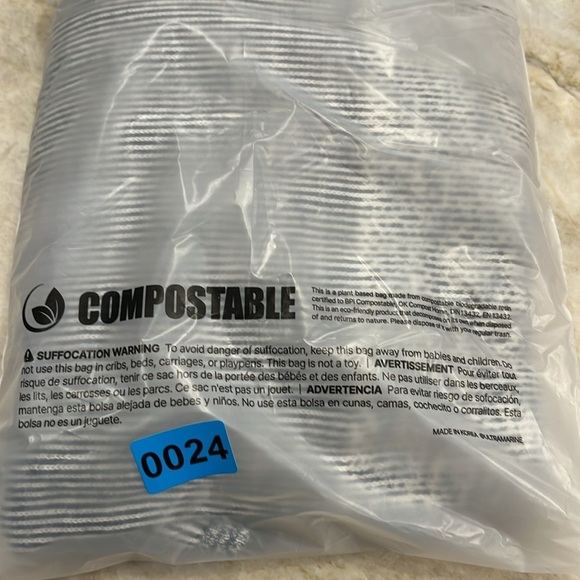 COMPOSTABLE
This is a plant based bag made from compostable biodegradable resin
certified to BPI Compostable, OK Compost Home, DIN 13432, EN 13432.
This is an eco-friendly product that decomposes on its own when disposed
of and returns to nature. Please dispose of it with your regular trash.
SUFFOCATION WARNING To avoid danger of suffocation, keep this bag away from babies and children. Do
not use this bag in cribs, beds, carriages, or playpens. This bag is not a toy. | AVERTISSEMENT Pour éviter tout
risque de suffocation, tenir ce sac hors de la portée des bébés et des enfants. Ne pas utiliser dans les berceaux,
les lits, les carrosses ou les parcs. Ce sac n'est pas un jouet. | ADVERTENCIA Para evitar riesgo de sofocación,
mantenga esta bolsa alejada de bebes y niños. No usé esta bolsa en cunas, camas, cochecito o corralitos. Esta
bolsa no es un juguete.
MADE IN KOREA ©ULTRAMARINE
0024